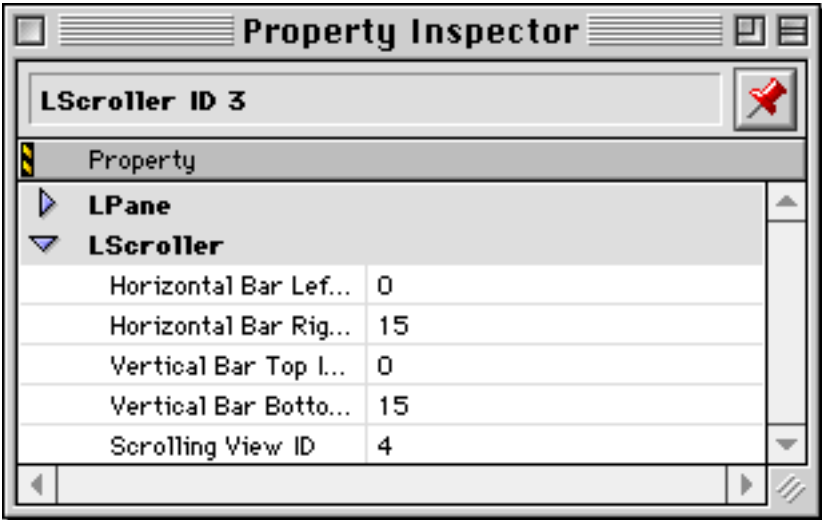 Property Inspector
LScroller ID 3
Property
LPane
LScroller
Horizontal Bar Lef... 0
Horizontal Bar Rig... 15
Vertical Bar Top I... 0
Vertical Bar Botto... 15
Scrolling View ID 4